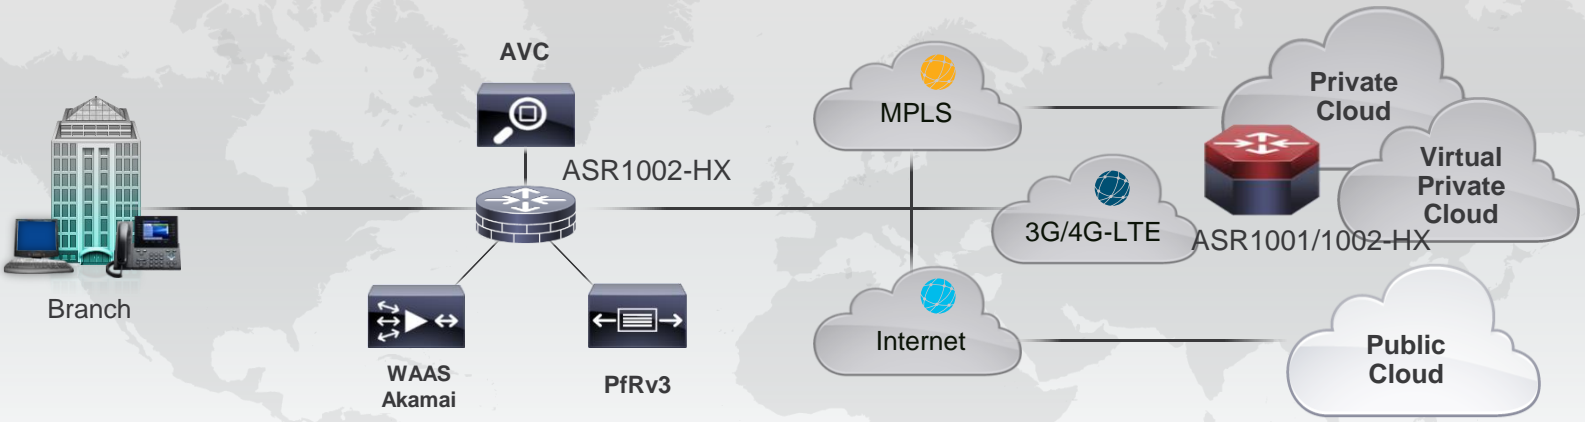 AVC
ASR1002-HX
Branch
WAAS
Akamai
PfRv3
MPLS
3G/4G-LTE
Internet
Private
Cloud
Virtual
Private
Cloud
ASR1001/1002-HX
Public
Cloud